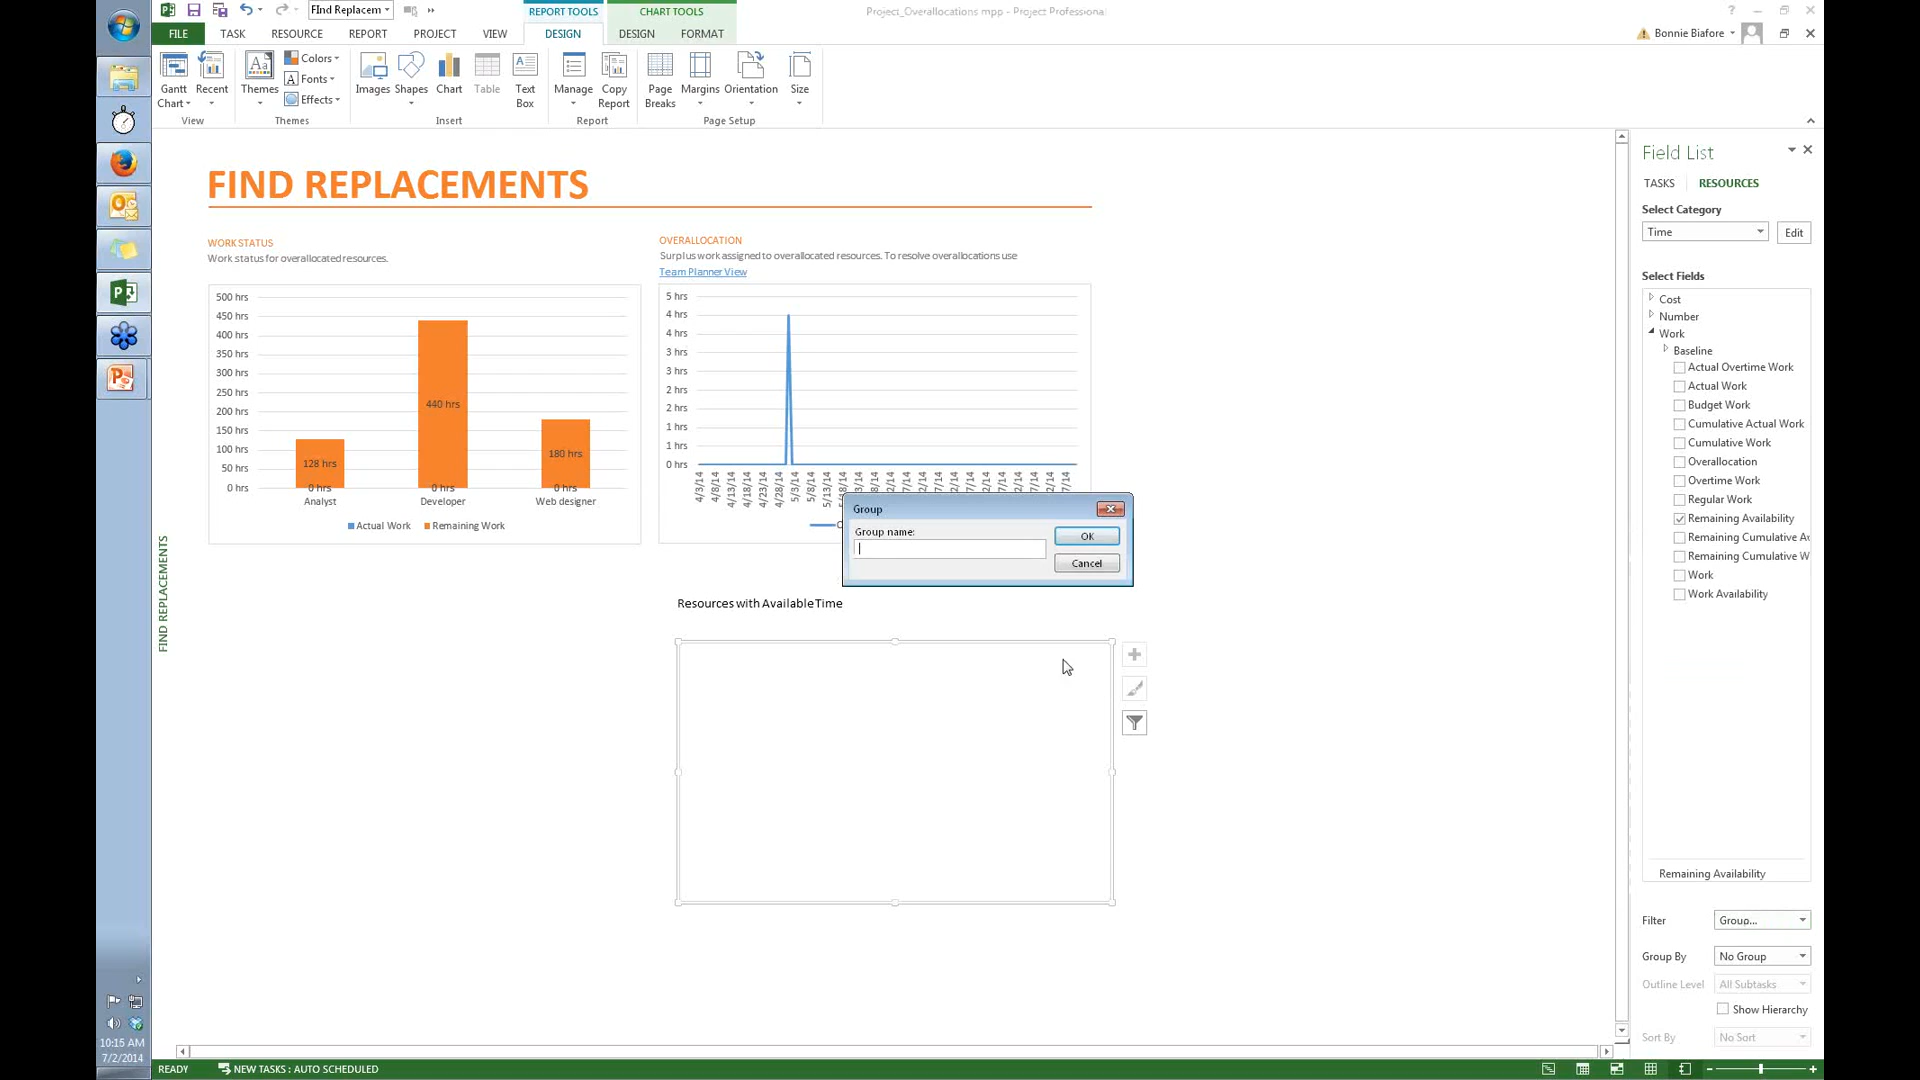 FInd Replacem
REPORT TOOLS
CHART TOOLS
Project_Overallocations mpp - Project Professional
?
FILE
TASK
RESOURCE
REPORT
PROJECT
VIEW
DESIGN
DESIGN
FORMAT
Bonnie Biafore
Colors
Fonts
Effects
Gantt
Chart
Recent
Themes
Images
Shapes
Chart
Table
Text
Box
Manage
Copy
Report
Page
Breaks
Margins
Orientation
Size
View
Themes
Insert
Report
Page Setup
FIND REPLACEMENTS
WORK STATUS
Work status for overallocated resources.
OVERALLOCATION
Surplus work assigned to overallocated resources. To resolve overallocations use
Team Planner View
500 hrs
450 hrs
400 hrs
350 hrs
300 hrs
250 hrs
200 hrs
150 hrs
100 hrs
50 hrs
0 hrs
128 hrs
440 hrs
180 hrs
0 hrs
0 hrs
0 hrs
Analyst
Developer
Web designer
Actual Work
Remaining Work
5 hrs
4 hrs
4 hrs
3 hrs
3 hrs
2 hrs
2 hrs
1 hrs
1 hrs
0 hrs
4/3/14
4/8/14
4/13/14
4/18/14
4/23/14
4/28/14
5/3/14
5/8/14
5/13/14
Group
Group name:
OK
Cancel
Resources with Available Time
FIND REPLACEMENTS
Field List
TASKS
RESOURCES
Select Category
Time
Edit
Select Fields
Cost
Number
Work
Baseline
Actual Overtime Work
Actual Work
Budget Work
Cumulative Actual Work
Cumulative Work
Overallocation
Overtime Work
Regular Work
Remaining Availability
Remaining Cumulative Av
Remaining Cumulative W
Work
Work Availability
Remaining Availability
Filter
Group...
Group By
No Group
Outline Level
All Subtasks
Show Hierarchy
Sort By
No Sort
10:15 AM
7/2/2014
READY
NEW TASKS : AUTO SCHEDULED